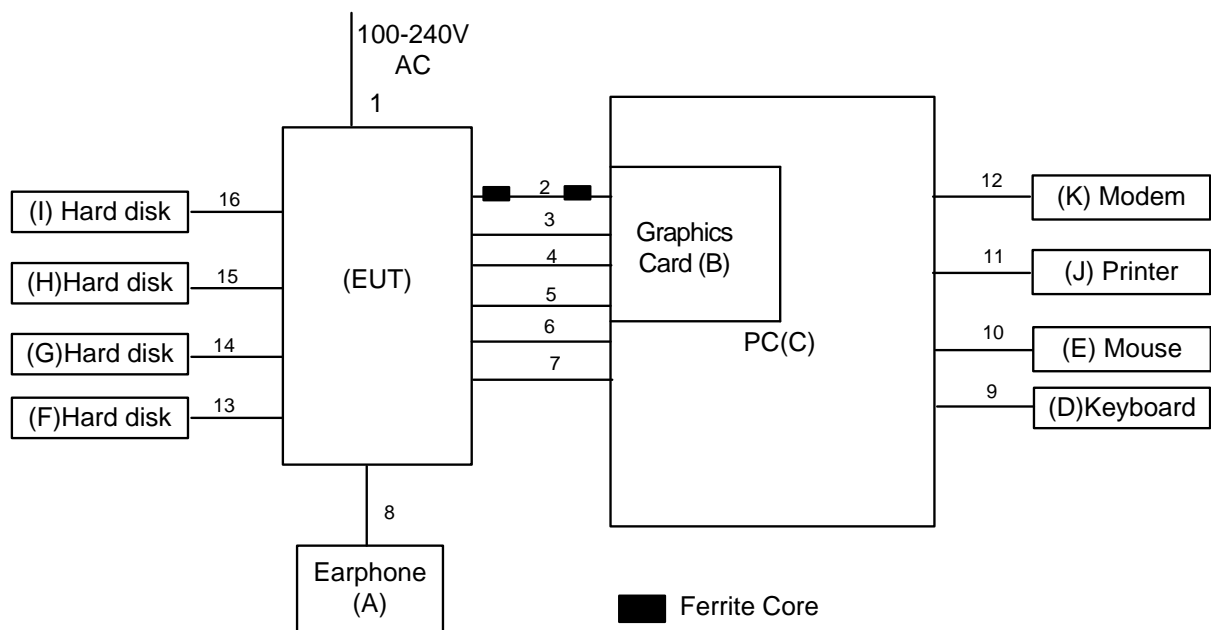 100-240V
AC
1
16
(I) Hard disk
15
(H)Hard disk
14
(G)Hard disk
13
(F)Hard disk
(EUT)
2
3
4
5
6
7
Graphics
Card (B)
PC(C)
12
(K) Modem
11
(J) Printer
10
(E) Mouse
9
(D)Keyboard
8
Earphone
(A)
Ferrite Core